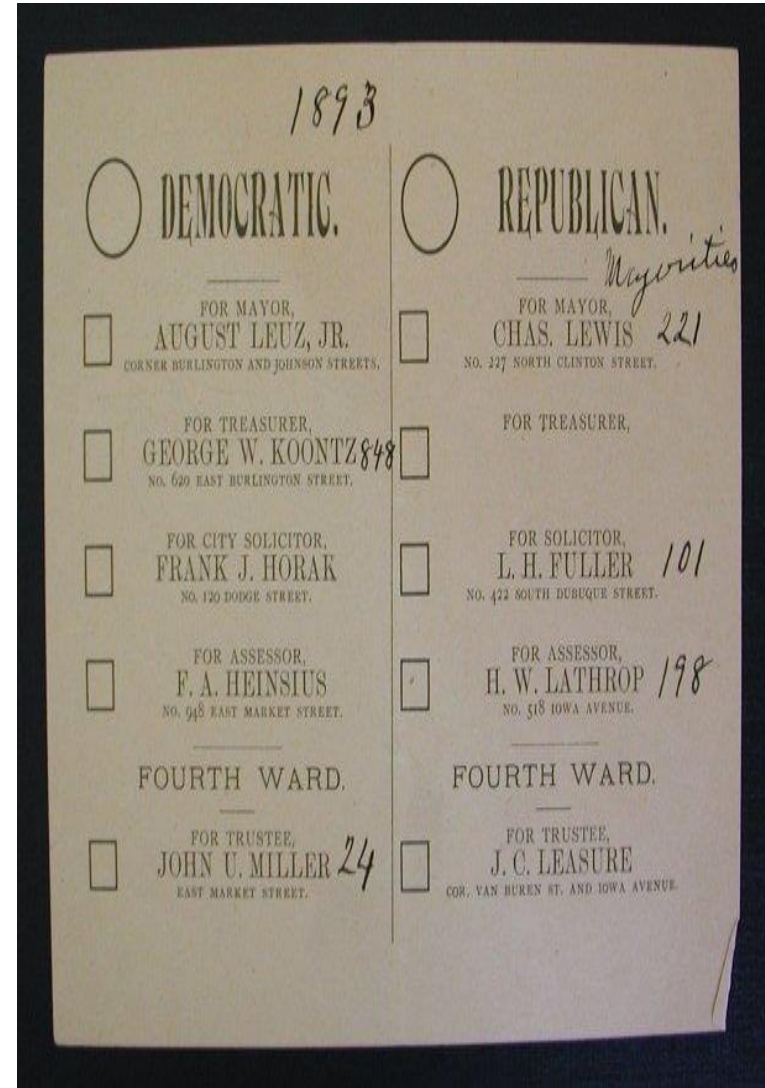 1893
DEMOCRATIC.
FOR MAYOR,
AUGUST LEUZ, JR.
CORNER BURLINGTON AND JOHNSON STREETS.
FOR TREASURER,
GEORGE W. KOONTZ 848
NO. 620 EAST BURLINGTON STREET.
FOR CITY SOLICITOR,
FRANK J. HORAK
NO. 120 DODGE STREET.
FOR ASSESSOR,
F. A. HEINSIUS
NO. 948 EAST MARKET STREET.
FOURTH WARD.
FOR TRUSTEE,
JOHN U. MILLER 24
EAST MARKET STREET.
REPUBLICAN.
Majorities
FOR MAYOR,
CHAS. LEWIS 221
NO. 227 NORTH CLINTON STREET.
FOR TREASURER,
FOR SOLICITOR,
L. H. FULLER 101
NO. 422 SOUTH DUBUQUE STREET.
FOR ASSESSOR,
H. W. LATHROP 198
NO. 518 IOWA AVENUE.
FOURTH WARD.
FOR TRUSTEE,
J. C. LEASURE
COR. VAN BUREN ST. AND IOWA AVENUE.